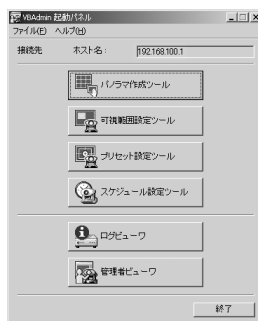 VBAdmin 起動パネル
ファイル(F) ヘルプ(H)
接続先 ホスト名: 192.168.100.1
パノラマ作成ツール
可視範囲設定ツール
プリセット設定ツール
スケジュール設定ツール
ログビューワ
管理者ビューワ
終了